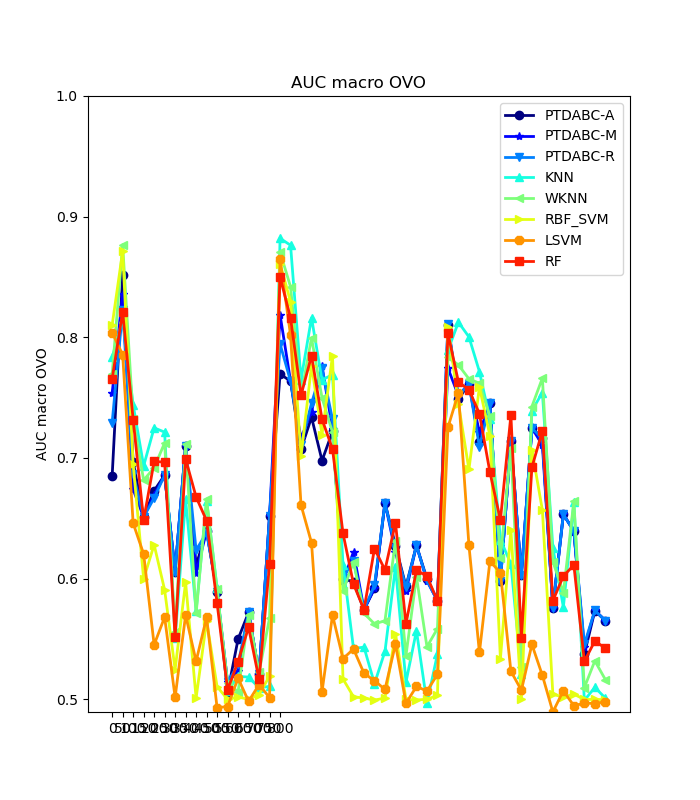 AUC macro OVO
1.0
0.9
0.8
0.7
0.6
0.5
AUC macro OVO
PTDABC-A
PTDABC-M
PTDABC-R
KNN
WKNN
RBF_SVM
LSVM
RF